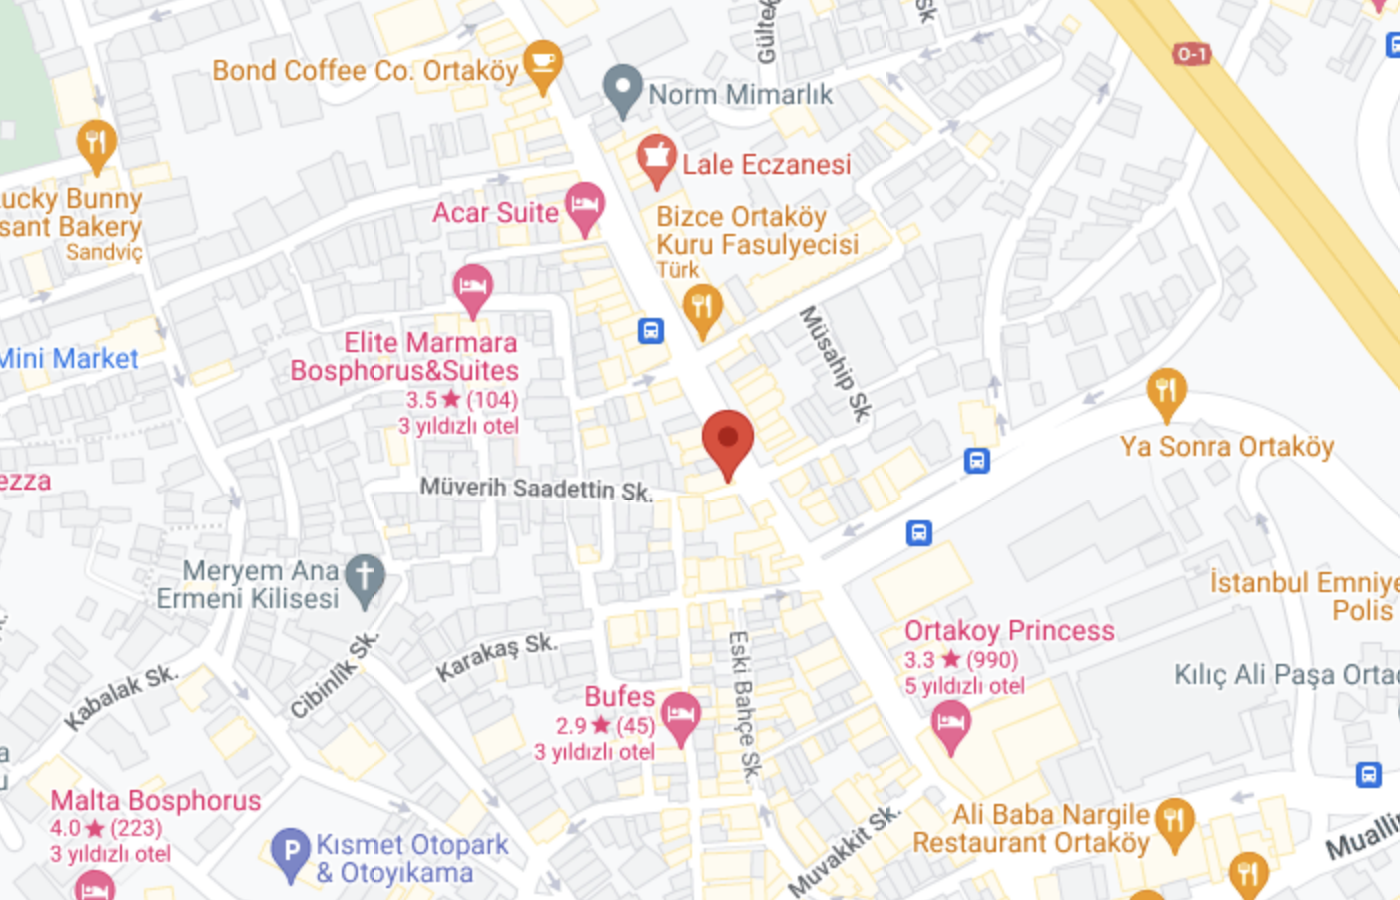 Gültek
Sk
O-1
Bond Coffee Co. Ortaköy
Norm Mimarlık
Lale Eczanesi
ucky Bunny
sant Bakery
Sandviç
Acar Suite
Bizce Ortaköy
Kuru Fasulyecisi
Türk
Elite Marmara
Bosphorus&Suites
3.5★(104)
3 yıldızlı otel
Mini Market
Müsahip Sk.
Ya Sonra Ortaköy
ezza
Müverih Saadettin Sk.
Meryem Ana
Ermeni Kilisesi
İstanbul Emniye
Polis
Ortakoy Princess
3.3 ★ (990)
5 yıldızlı otel
Kılıç Ali Paşa Ortao
Karakaş Sk.
Cibinlik Sk.
Kabalak Sk.
Eski Bahçe Sk.
Bufes
2.9★(45)
3 yıldızlı otel
Malta Bosphorus
4.0★(223)
3 yıldızlı otel
P
Kısmet Otopark
& Otoyıkama
Muvakkit Sk.
Ali Baba Nargile
Restaurant Ortaköy
Muallim